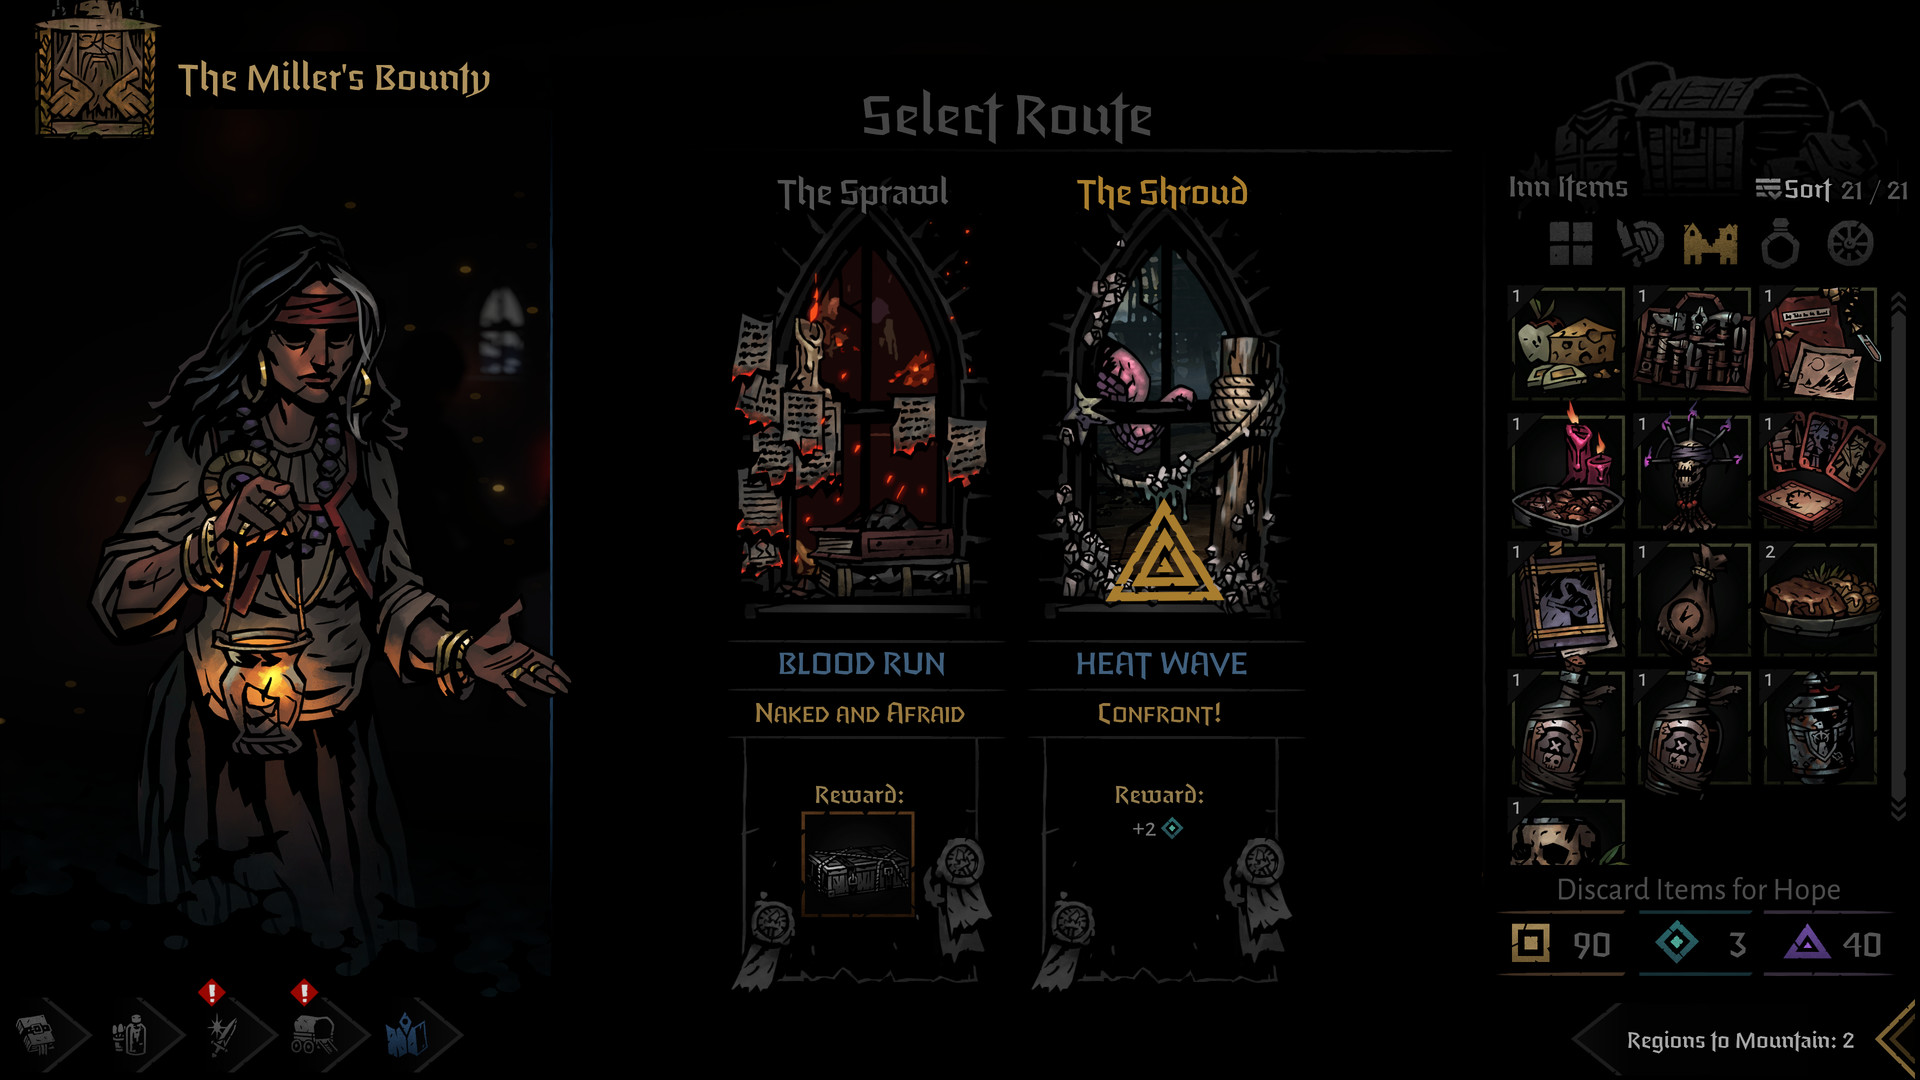 The Miller's Bounty
Select Route
The Sprawl
The Shroud
BLOOD RUN
HEAT WAVE
NAKED AND AFRAID
CONFRONT!
Reward:
Reward:
+2
Inn Items
Sort 21 / 21
1
1
1
1
1
1
1
1
2
1
1
1
1
Discard Items for Hope
90
3
40
Regions to Mountain: 2